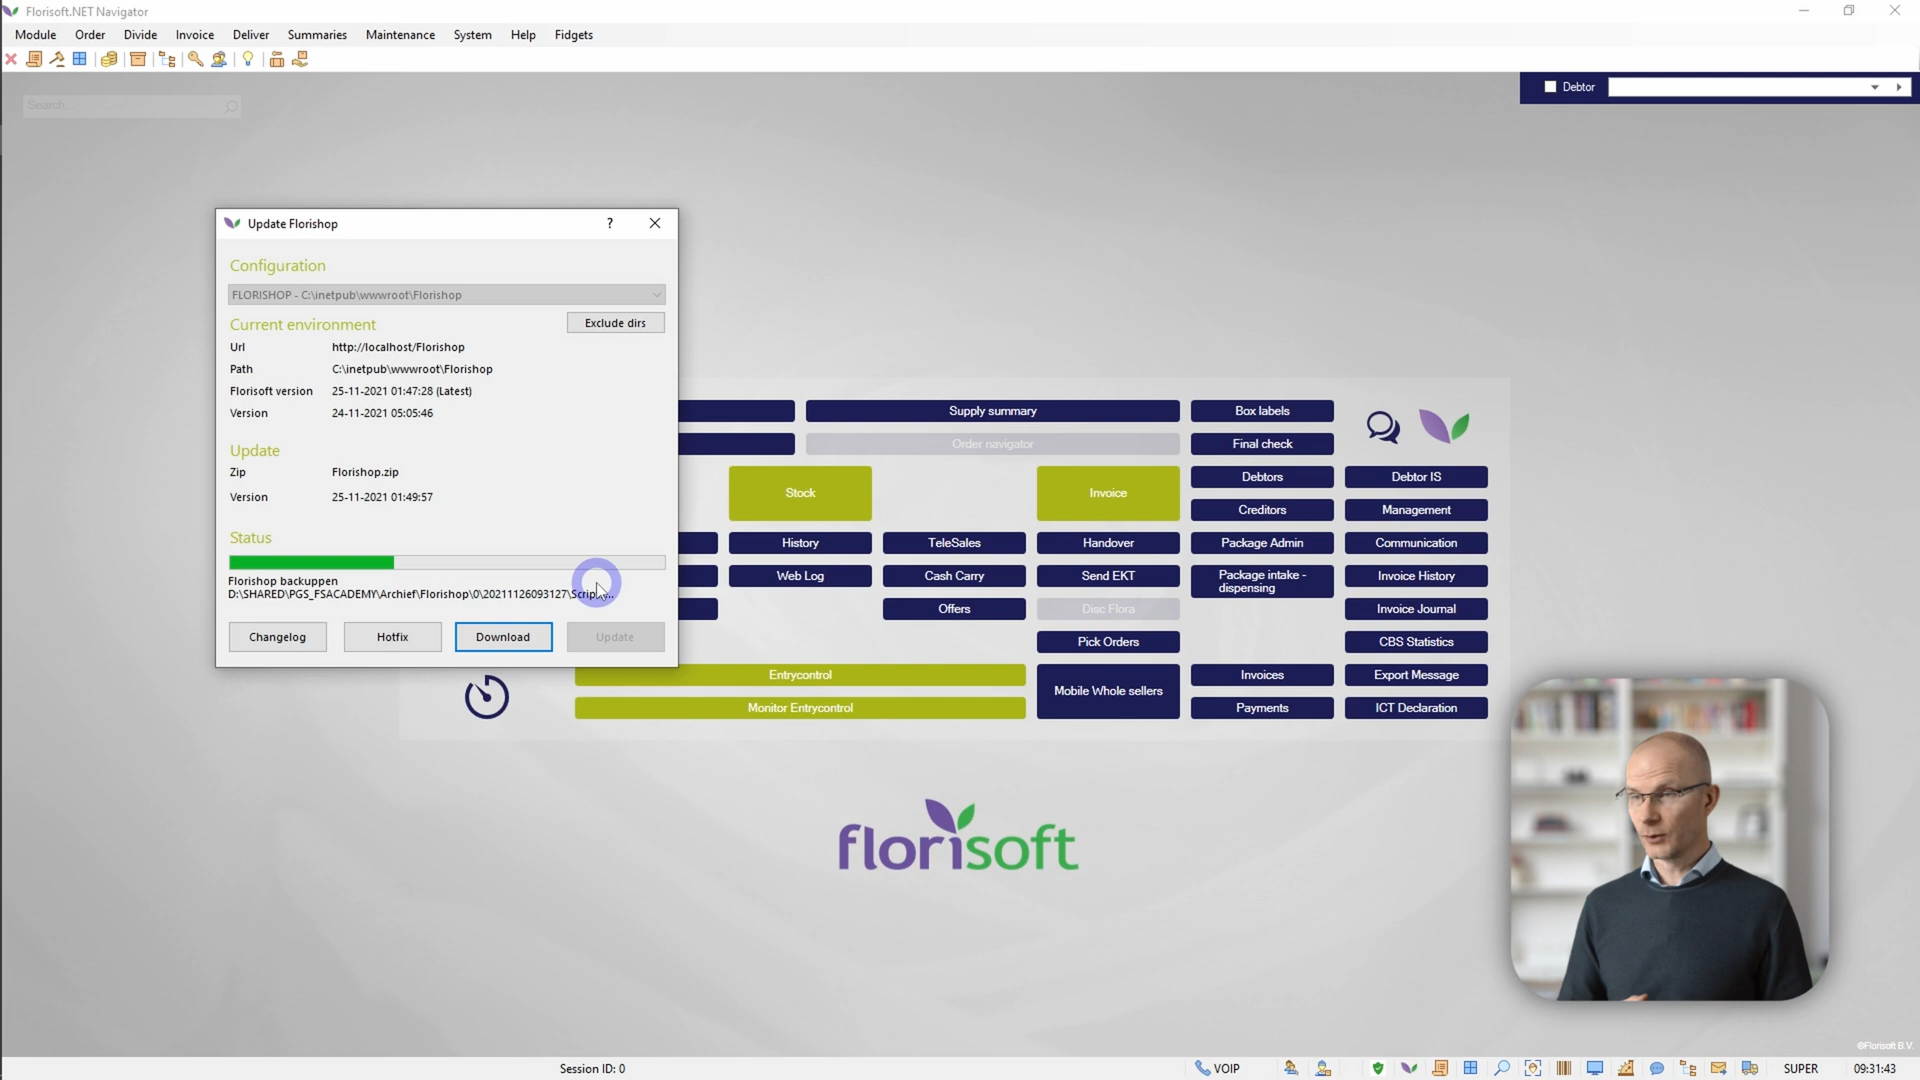 Florisoft.NET Navigator
Module Order Divide Invoice Deliver Summaries Maintenance System Help Fidgets
Search...
Debtor
Update Florishop
?
Configuration
FLORISHOP - C:\inetpub\wwwroot\Florishop
Current environment
Exclude dirs
Url http://localhost/Florishop
Path C:\inetpub\wwwroot\Florishop
Florisoft version 25-11-2021 01:47:28 (Latest)
Version 24-11-2021 05:05:46
Update
Zip Florishop.zip
Version 25-11-2021 01:49:57
Status
Florishop backuppen
D:\SHARED\PGS_FSACADEMY\Archief\Florishop\0\20211126093127\Scrip
Changelog Hotfix Download Update
Supply summary Box labels
Order navigator Final check
Stock Invoice Debtors Debtor IS
Creditors Management
History TeleSales Handover Package Admin Communication
Web Log Cash Carry Send EKT Package intake - Invoice History
dispensing
Offers Disc Flora Invoice Journal
Pick Orders CBS Statistics
Entrycontrol Mobile Whole sellers Invoices Export Message
Monitor Entrycontrol Payments ICT Declaration
florisoft
©Florisoft B.V.
Session ID: 0 VOIP SUPER 09:31:43